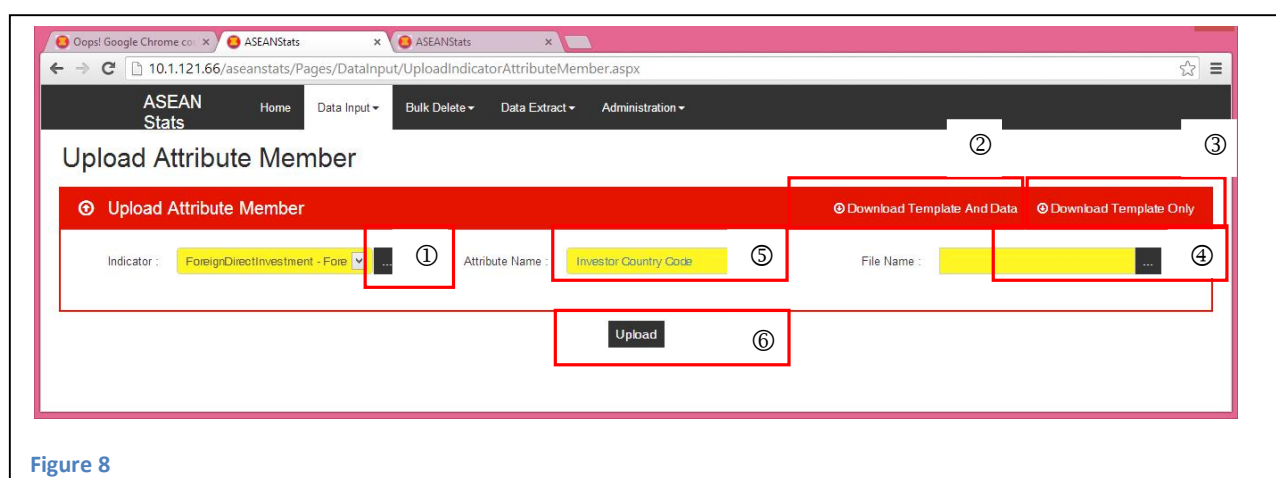 Oops! Google Chrome co ASEANStats ASEANStats
10.1.121.66/aseanstats/Pages/DataInput/UploadIndicatorAttributeMember.aspx
ASEAN Stats Home Data Input Bulk Delete Data Extract Administration
② ③
Upload Attribute Member
Upload Attribute Member Download Template And Data Download Template Only
Indicator : ForeignDirectInvestment - Fore ... ① Attribute Name : Investor Country Code ⑤ File Name : ... ④
Upload ⑥
Figure 8